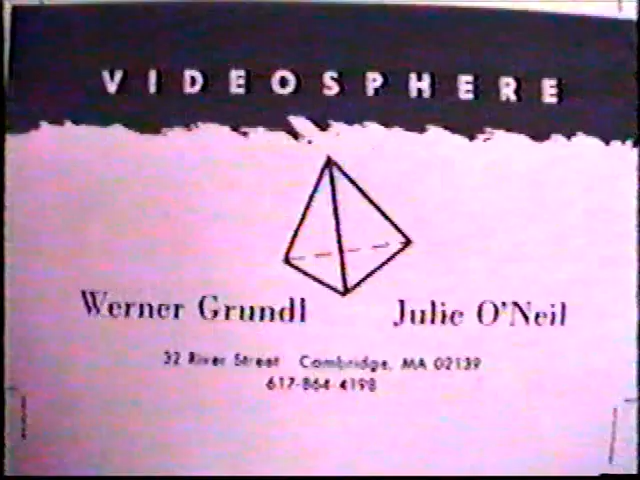 VIDEOSPHERE
Werner Grundl Julie O'Neil
32 River Street Cambridge, MA 02139
617-864-4198